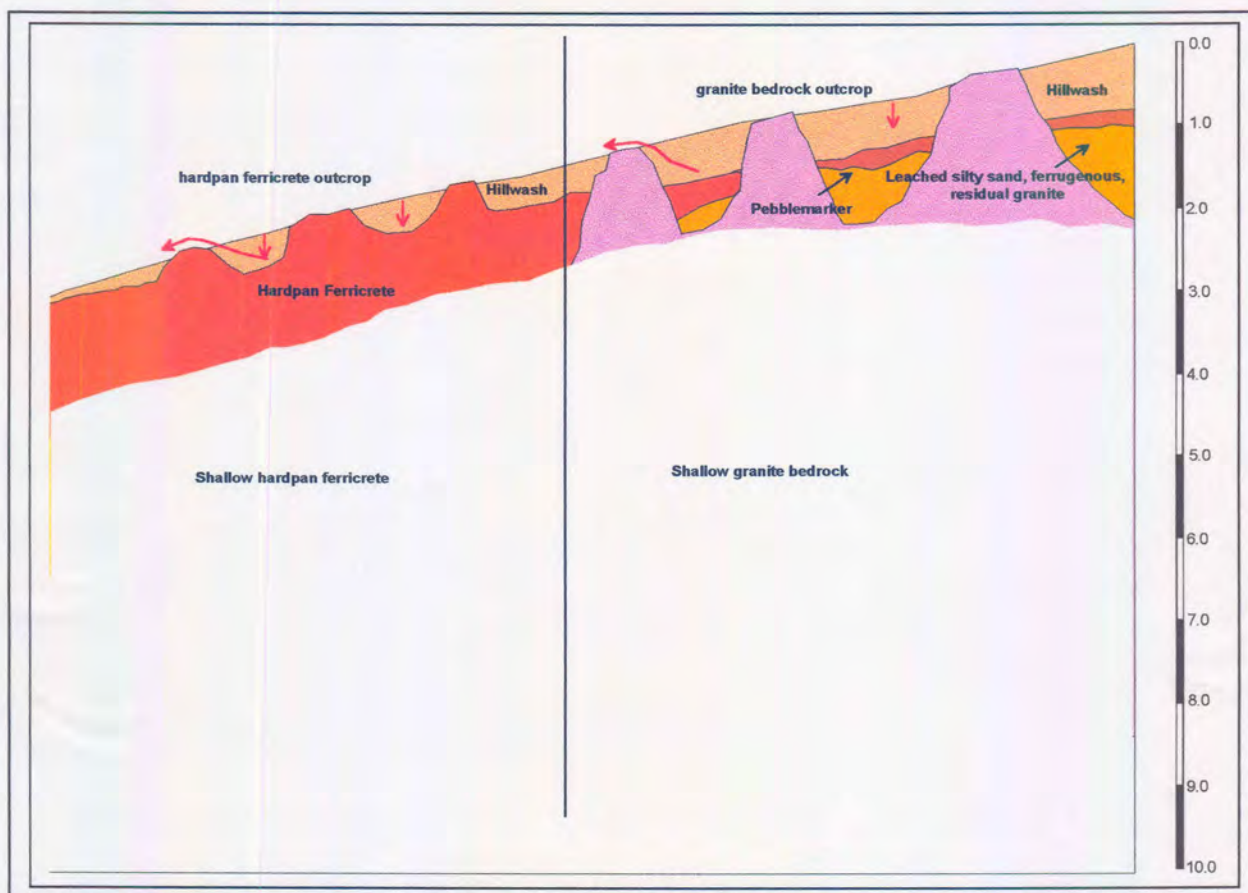 granite bedrock outcrop
Hillwash
hardpan ferricrete outcrop
Hillwash
Leached silty sand, ferrugenous,
residual granite
Pebblemarker
Hardpan Ferricrete
Shallow hardpan ferricrete
Shallow granite bedrock
0.0
1.0
2.0
3.0
4.0
5.0
6.0
7.0
8.0
9.0
10.0